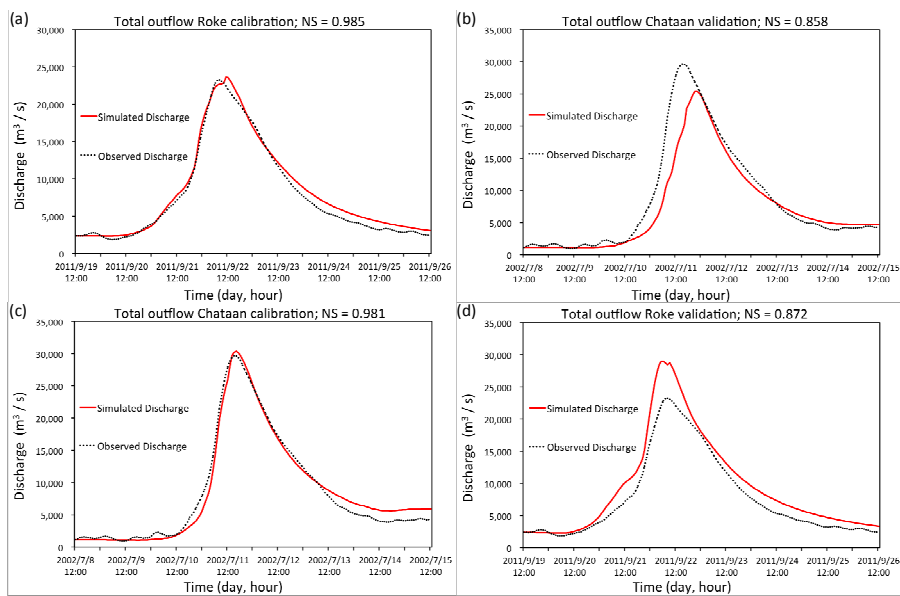 (a)
Total outflow Roke calibration; NS = 0.985
30,000
25,000
20,000
15,000
10,000
5,000
0
Discharge (m³ / s)
Simulated Discharge
Observed Discharge
2011/9/19 2011/9/20 2011/9/21 2011/9/22 2011/9/23 2011/9/24 2011/9/25 2011/9/26
12:00 12:00 12:00 12:00 12:00 12:00 12:00 12:00
Time (day, hour)
(b)
Total outflow Chataan validation; NS = 0.858
35,000
30,000
25,000
20,000
15,000
10,000
5,000
0
Discharge (m³ / s)
Simulated Discharge
Observed Discharge
2002/7/8 2002/7/9 2002/7/10 2002/7/11 2002/7/12 2002/7/13 2002/7/14 2002/7/15
12:00 12:00 12:00 12:00 12:00 12:00 12:00 12:00
Time (day, hour)
(c)
Total outflow Chataan calibration; NS = 0.981
35,000
30,000
25,000
20,000
15,000
10,000
5,000
0
Discharge (m³ / s)
Simulated Discharge
Observed Discharge
2002/7/8 2002/7/9 2002/7/10 2002/7/11 2002/7/12 2002/7/13 2002/7/14 2002/7/15
12:00 12:00 12:00 12:00 12:00 12:00 12:00 12:00
Time (day, hour)
(d)
Total outflow Roke validation; NS = 0.872
35,000
30,000
25,000
20,000
15,000
10,000
5,000
0
Discharge (m³ / s)
Simulated Discharge
Observed Discharge
2011/9/19 2011/9/20 2011/9/21 2011/9/22 2011/9/23 2011/9/24 2011/9/25 2011/9/26
12:00 12:00 12:00 12:00 12:00 12:00 12:00 12:00
Time (day, hour)